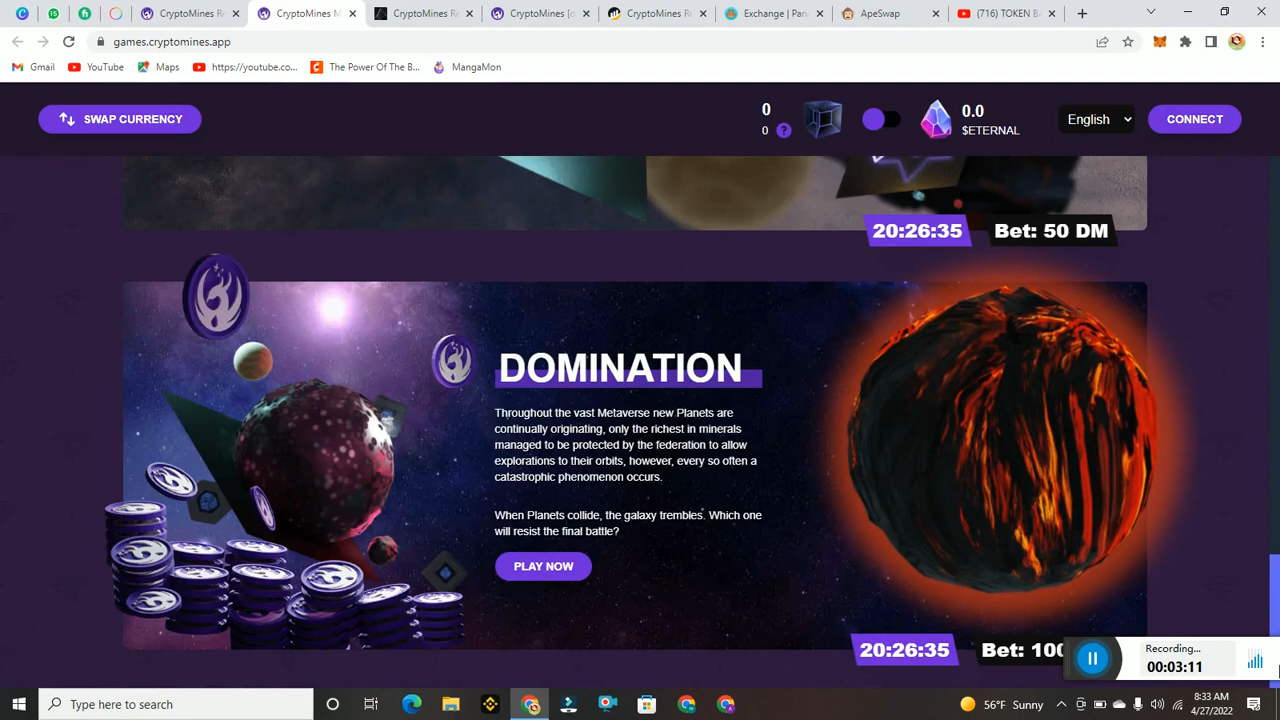 CryptoMines Re
CryptoMines M
CryptoMines Re
CryptoMines [d
CryptoMines Re
Exchange | Pan
ApeSwap
(716) TOKEN BA
games.cryptomines.app
Gmail
YouTube
Maps
https://youtube.co...
The Power Of The B...
MangaMon
SWAP CURRENCY
0
0 ?
0.0
$ETERNAL
English
CONNECT
20:26:35
Bet: 50 DM
DOMINATION
Throughout the vast Metaverse new Planets are
continually originating, only the richest in minerals
managed to be protected by the federation to allow
explorations to their orbits, however, every so often a
catastrophic phenomenon occurs.
When Planets collide, the galaxy trembles. Which one
will resist the final battle?
PLAY NOW
20:26:35
Bet: 100
Recording...
00:03:11
Type here to search
56°F Sunny
8:33 AM
4/27/2022